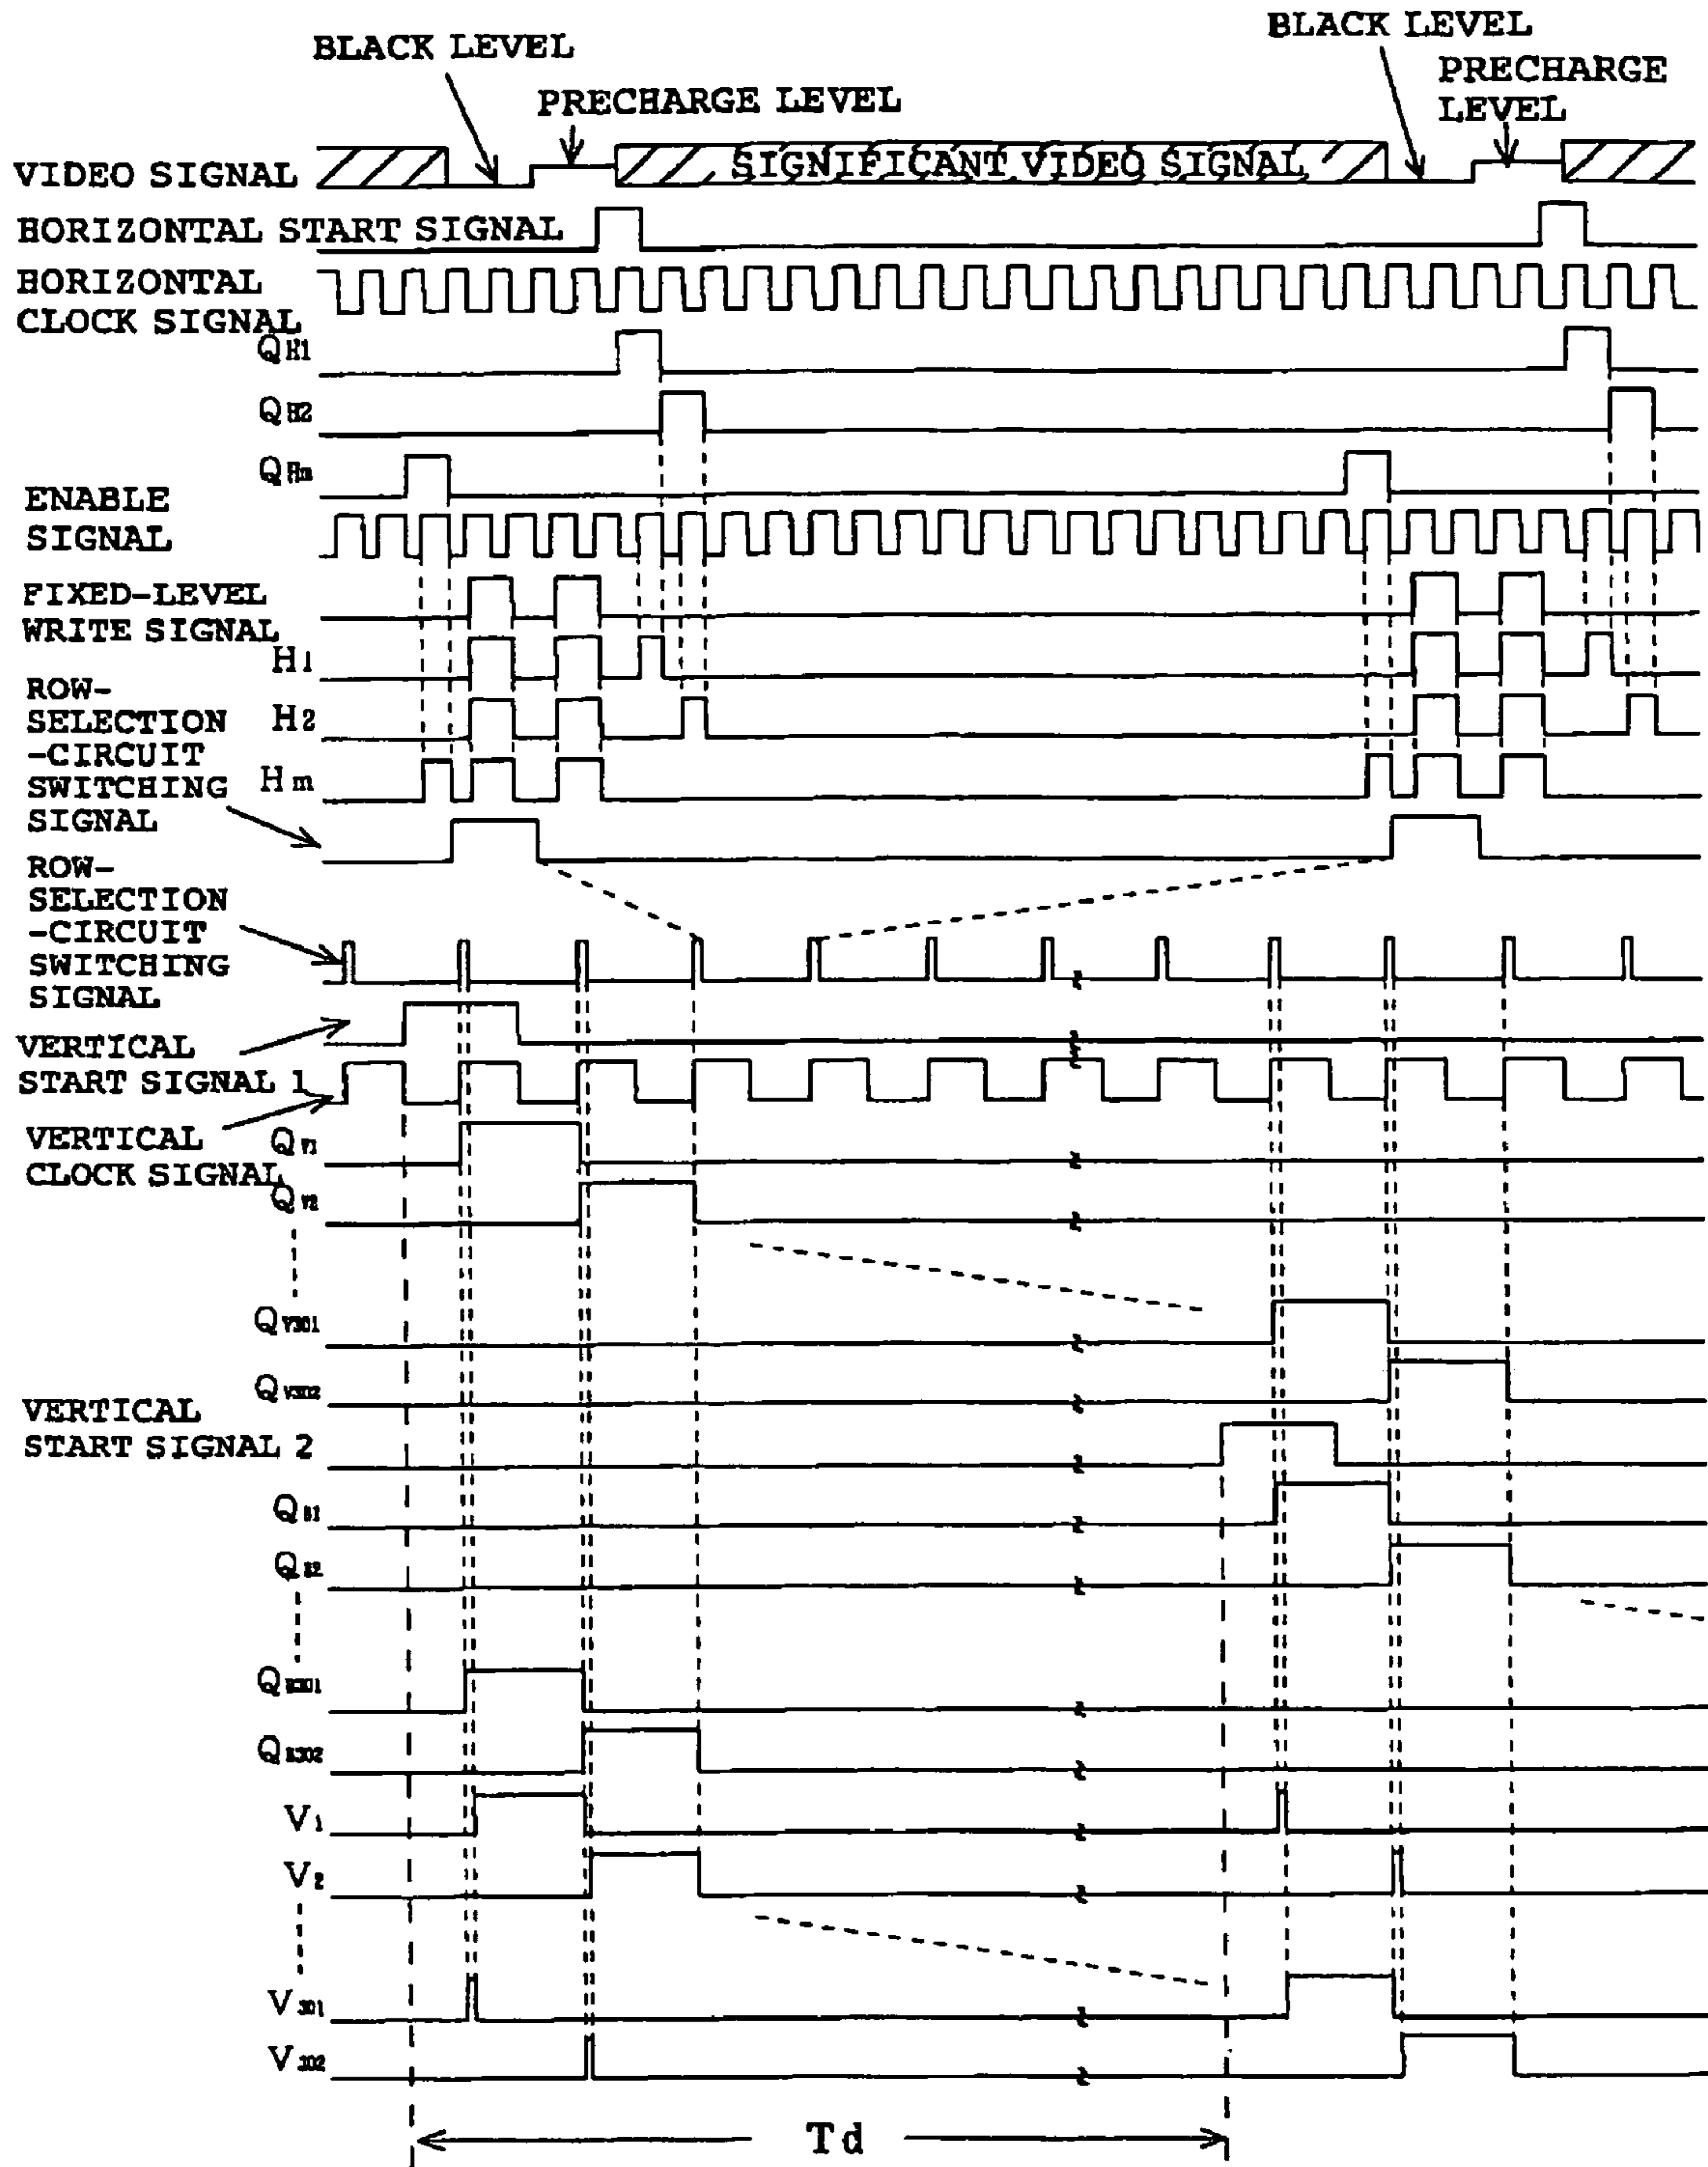 BLACK LEVEL
PRECHARGE LEVEL
BLACK LEVEL
PRECHARGE
LEVEL
VIDEO SIGNAL
SIGNIFICANT VIDEO SIGNAL
HORIZONTAL START SIGNAL
HORIZONTAL
CLOCK SIGNAL
QH1
QH2
QHm
ENABLE
SIGNAL
FIXED-LEVEL
WRITE SIGNAL
H1
ROW-
SELECTION
-CIRCUIT
SWITCHING
SIGNAL
H2
Hm
ROW-
SELECTION
-CIRCUIT
SWITCHING
SIGNAL
VERTICAL
START SIGNAL 1
VERTICAL
CLOCK SIGNAL
QV1
QV2
QV301
QV302
VERTICAL
START SIGNAL 2
QB1
QB2
QB301
QB302
V1
V2
V301
V302
Td